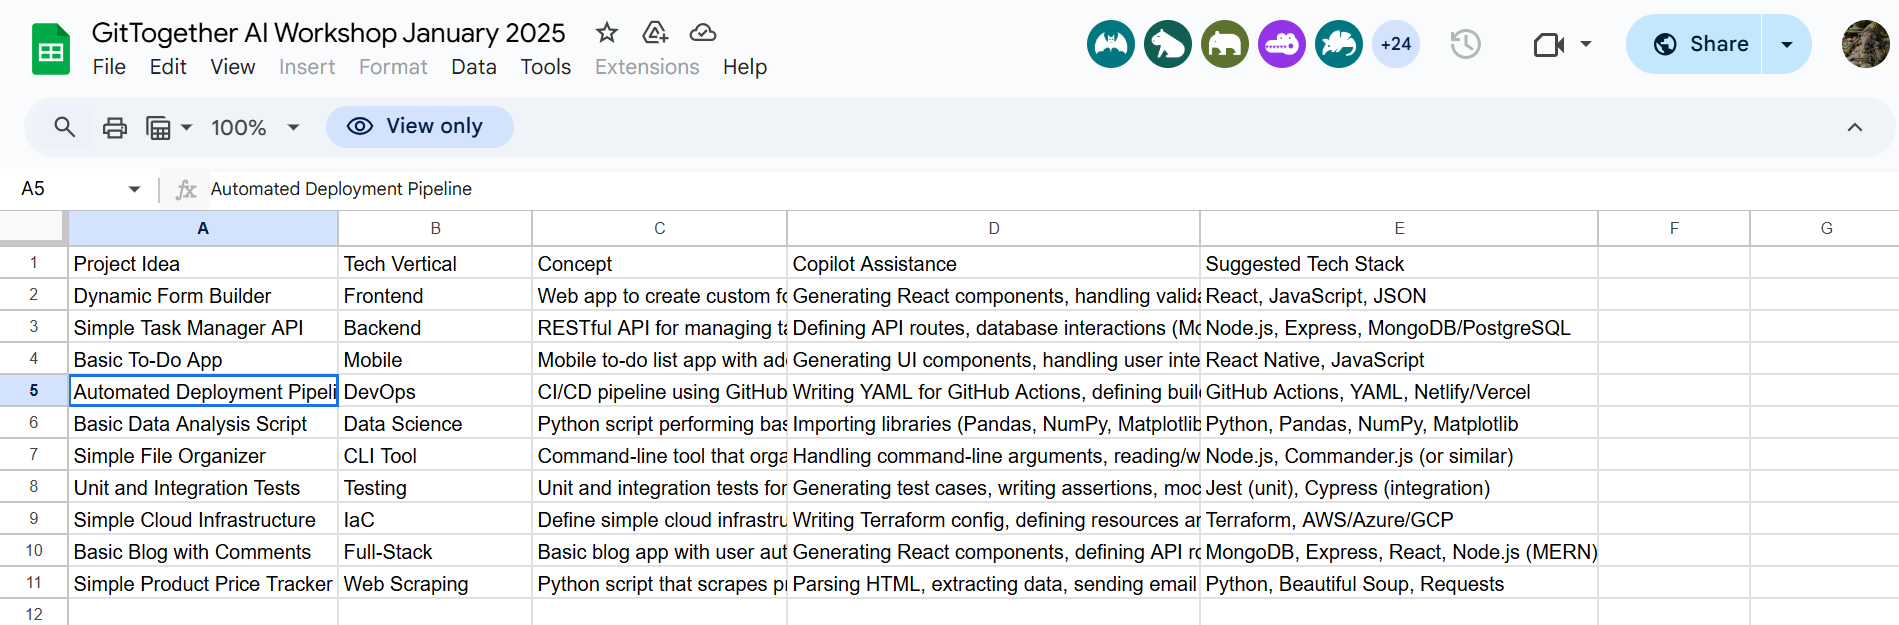 GitTogether AI Workshop January 2025
File Edit View Insert Format Data Tools Extensions Help
+24
Share
100%
View only
A5
fx Automated Deployment Pipeline
A B C D E F G
1 Project Idea Tech Vertical Concept Copilot Assistance Suggested Tech Stack
2 Dynamic Form Builder Frontend Web app to create custom fo Generating React components, handling valida React, JavaScript, JSON
3 Simple Task Manager API Backend RESTful API for managing ta Defining API routes, database interactions (Mo Node.js, Express, MongoDB/PostgreSQL
4 Basic To-Do App Mobile Mobile to-do list app with ad Generating UI components, handling user inte React Native, JavaScript
5 Automated Deployment Pipeli DevOps CI/CD pipeline using GitHub Writing YAML for GitHub Actions, defining buil GitHub Actions, YAML, Netlify/Vercel
6 Basic Data Analysis Script Data Science Python script performing bas Importing libraries (Pandas, NumPy, Matplotlib Python, Pandas, NumPy, Matplotlib
7 Simple File Organizer CLI Tool Command-line tool that orga Handling command-line arguments, reading/w Node.js, Commander.js (or similar)
8 Unit and Integration Tests Testing Unit and integration tests for Generating test cases, writing assertions, moc Jest (unit), Cypress (integration)
9 Simple Cloud Infrastructure IaC Define simple cloud infrastru Writing Terraform config, defining resources an Terraform, AWS/Azure/GCP
10 Basic Blog with Comments Full-Stack Basic blog app with user aut Generating React components, defining API ro MongoDB, Express, React, Node.js (MERN)
11 Simple Product Price Tracker Web Scraping Python script that scrapes p Parsing HTML, extracting data, sending email Python, Beautiful Soup, Requests
12